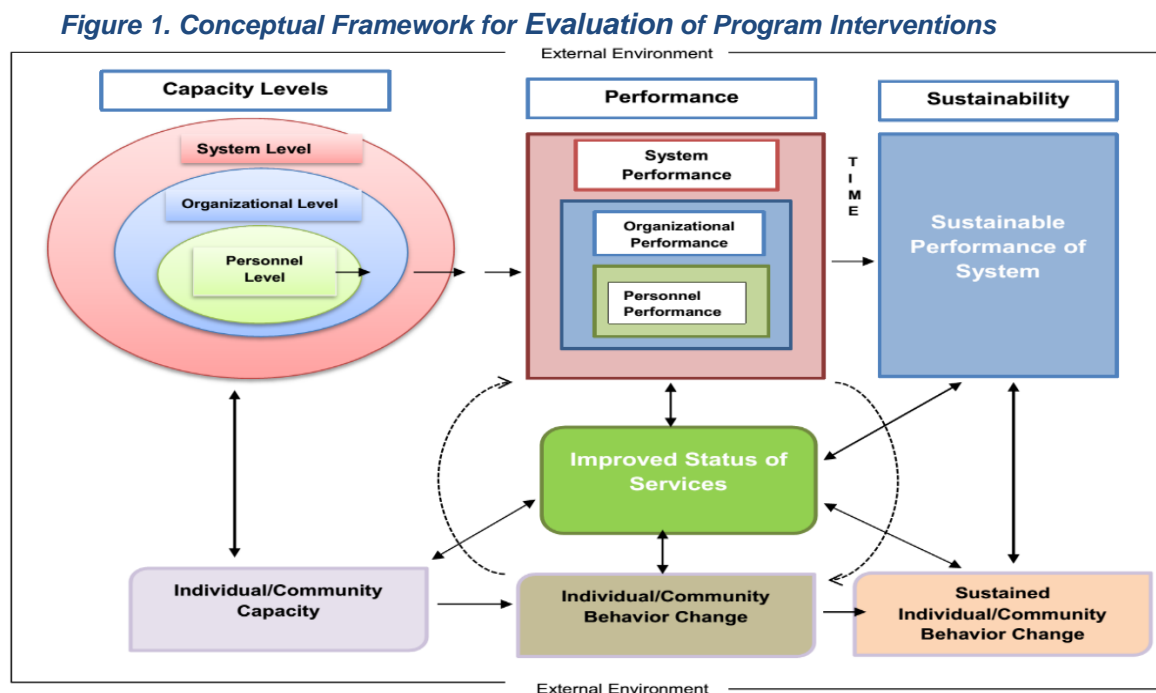 Figure 1. Conceptual Framework for Evaluation of Program Interventions
External Environment
Capacity Levels
Performance
Sustainability
System Level
Organizational Level
Personnel
Level
System
Performance
Organizational
Performance
Personnel
Performance
T
I
M
E
Sustainable
Performance of
System
Improved Status of
Services
Individual/Community
Capacity
Individual/Community
Behavior Change
Sustained
Individual/Community
Behavior Change
External Environment